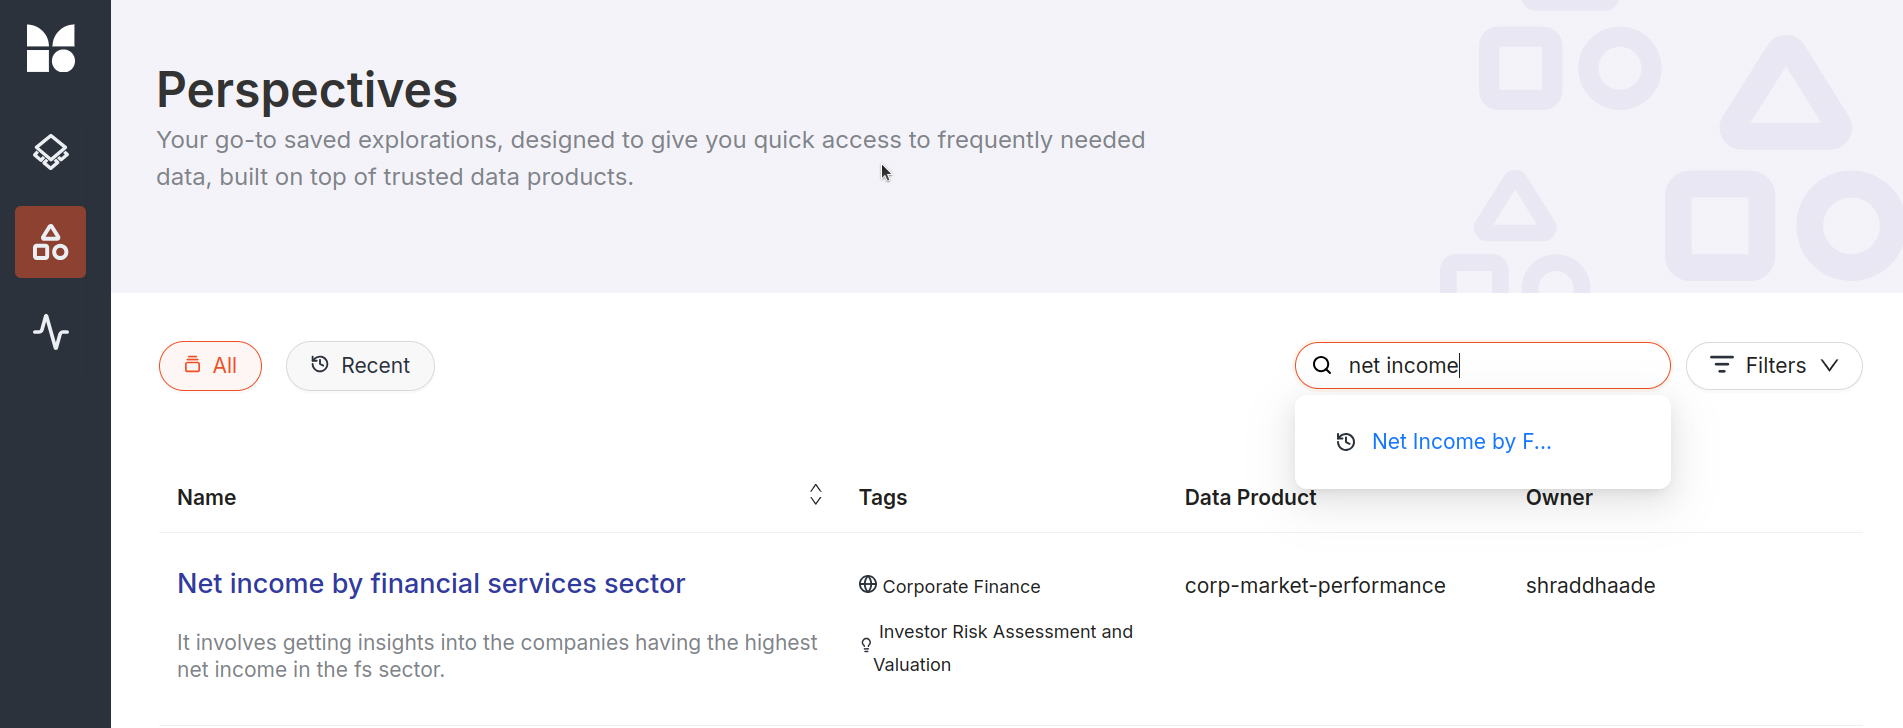 Perspectives
Your go-to saved explorations, designed to give you quick access to frequently needed
data, built on top of trusted data products.
All
Recent
net income
Filters
Net Income by F...
Name
Tags
Data Product
Owner
Net income by financial services sector
Corporate Finance
corp-market-performance
shraddhaade
Investor Risk Assessment and
Valuation
It involves getting insights into the companies having the highest
net income in the fs sector.